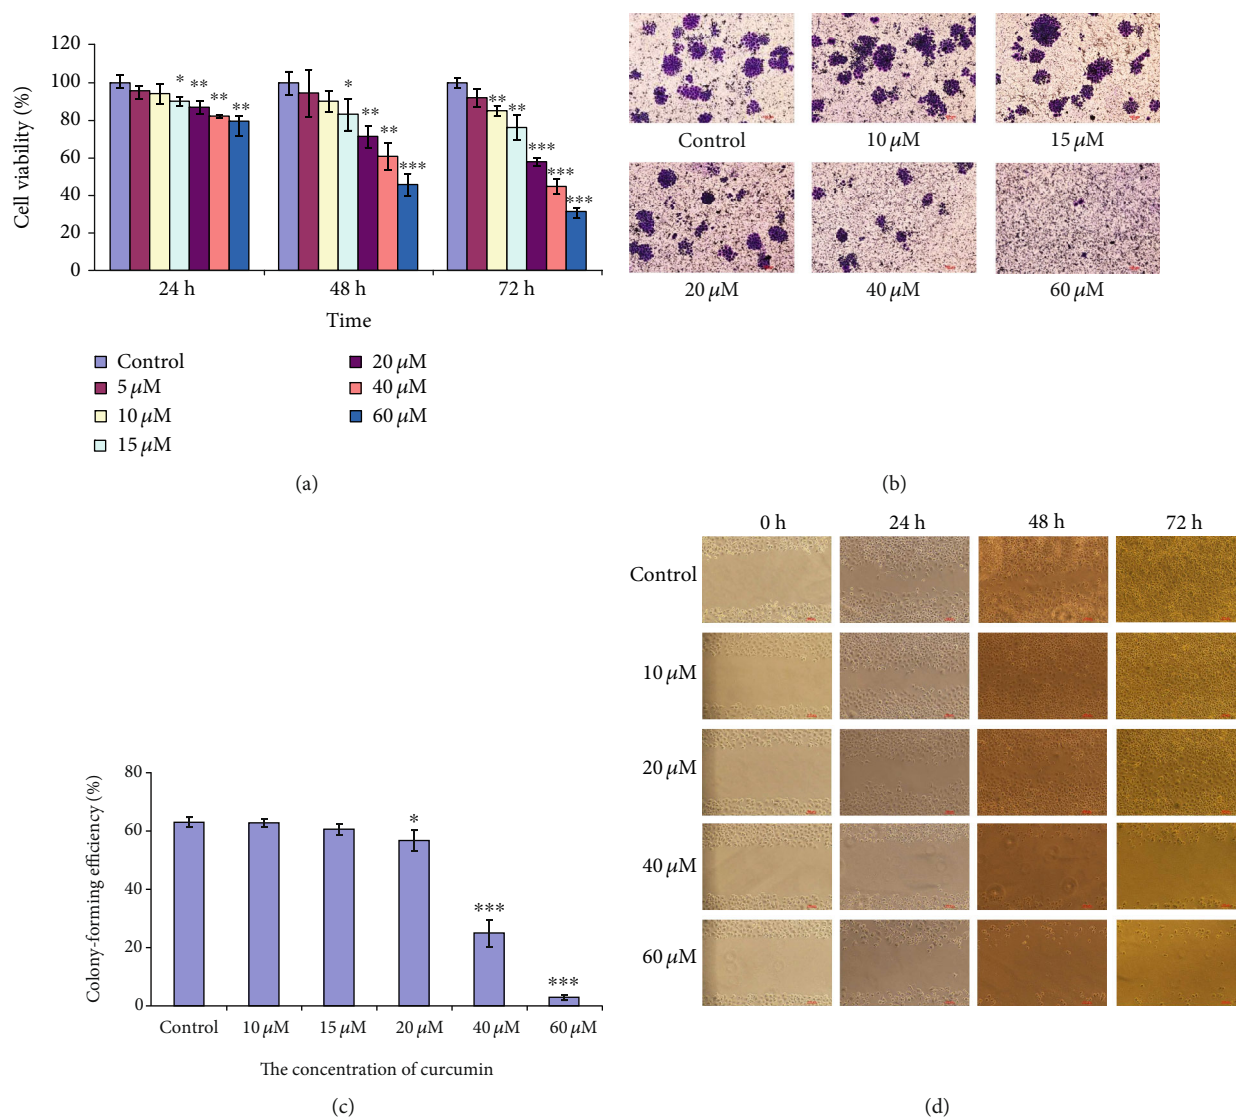 120
100
80
60
40
20
0
Cell viability (%)
* ** ** **
* ** ** ***
** ** *** *** ***
24 h 48 h 72 h
Time
Control
5 μM
10 μM
15 μM
20 μM
40 μM
60 μM
(a)
Control 10 μM 15 μM
20 μM 40 μM 60 μM
(b)
80
60
40
20
0
Colony-forming efficiency (%)
*
***
***
Control 10 μM 15 μM 20 μM 40 μM 60 μM
The concentration of curcumin
(c)
0 h 24 h 48 h 72 h
Control
10 μM
20 μM
40 μM
60 μM
(d)